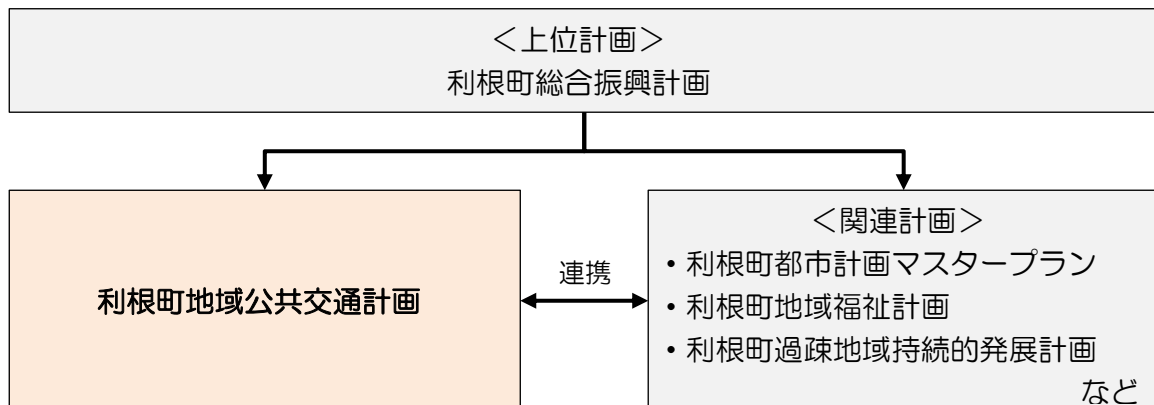 ＜上位計画＞
利根町総合振興計画
利根町地域公共交通計画
連携
＜関連計画＞
・利根町都市計画マスタープラン
・利根町地域福祉計画
・利根町過疎地域持続的発展計画
など